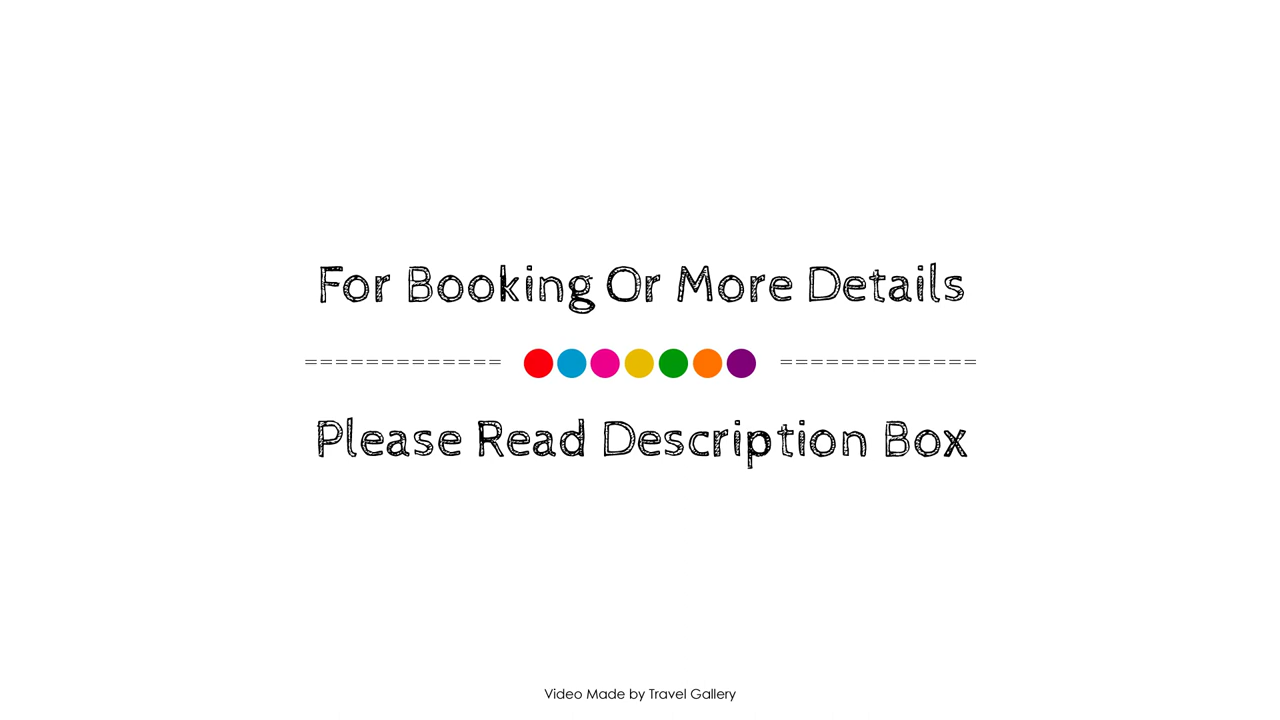 For Booking Or More Details
============= =============
Please Read Description Box
Video Made by Travel Gallery